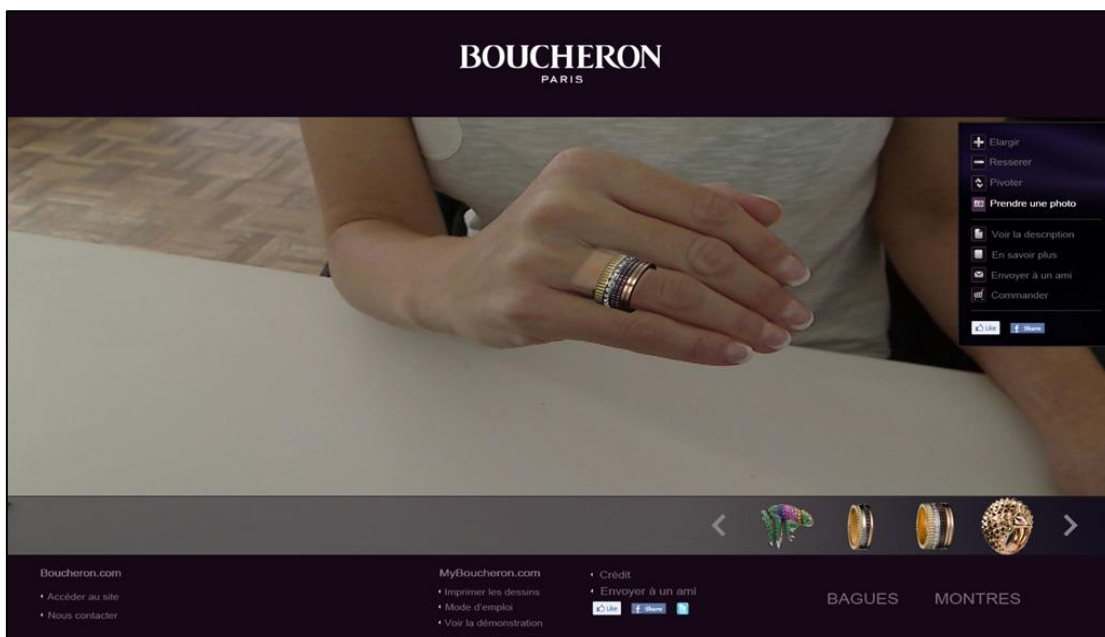 BOUCHERON
PARIS
Elargir
Resserer
Pivoter
Prendre une photo
Voir la description
En savoir plus
Envoyer à un ami
Commander
Like
f Share
Boucheron.com
Accéder au site
Nous contacter
MyBoucheron.com
Imprimer les dessins
Mode d'emploi
Voir la démonstration
Crédit
Envoyer à un ami
Like
f Share
BAGUES
MONTRES